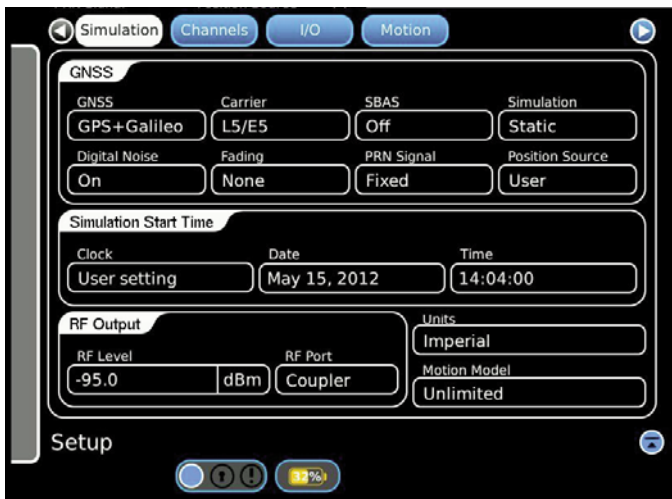 Simulation Channels I/O Motion
GNSS
GNSS Carrier SBAS Simulation
GPS+Galileo L5/E5 Off Static
Digital Noise Fading PRN Signal Position Source
On None Fixed User
Simulation Start Time
Clock Date Time
User setting May 15, 2012 14:04:00
RF Output
Units
Imperial
RF Level RF Port
-95.0 dBm Coupler
Motion Model
Unlimited
Setup
32%